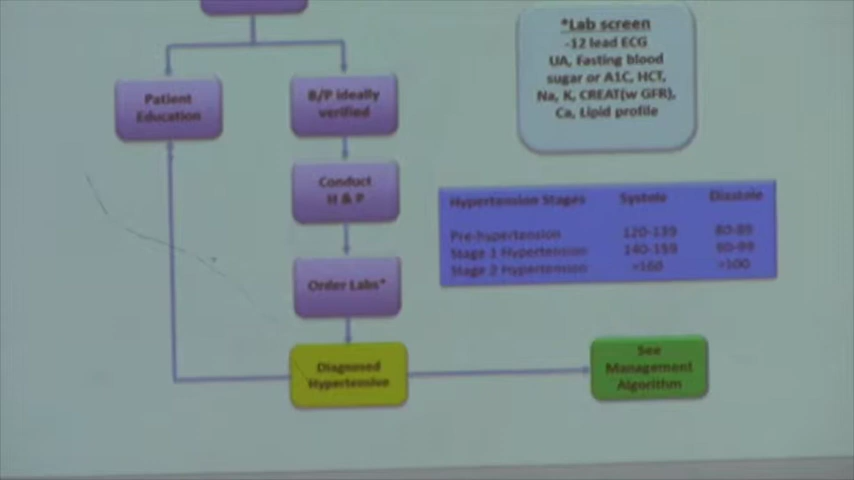 *Lab screen
-12 lead ECG
UA, Fasting blood
sugar or A1C, HCT,
Na, K, CREAT(w GFR),
Ca, Lipid profile
Patient
Education
B/P ideally
verified
Conduct
H & P
Order Labs*
Hypertension Stages Systole Diastole
Pre-hypertension 120-139 80-89
Stage 1 Hypertension 140-159 90-99
Stage 2 Hypertension >160 >100
Diagnosed
Hypertensive
See
Management
Algorithm